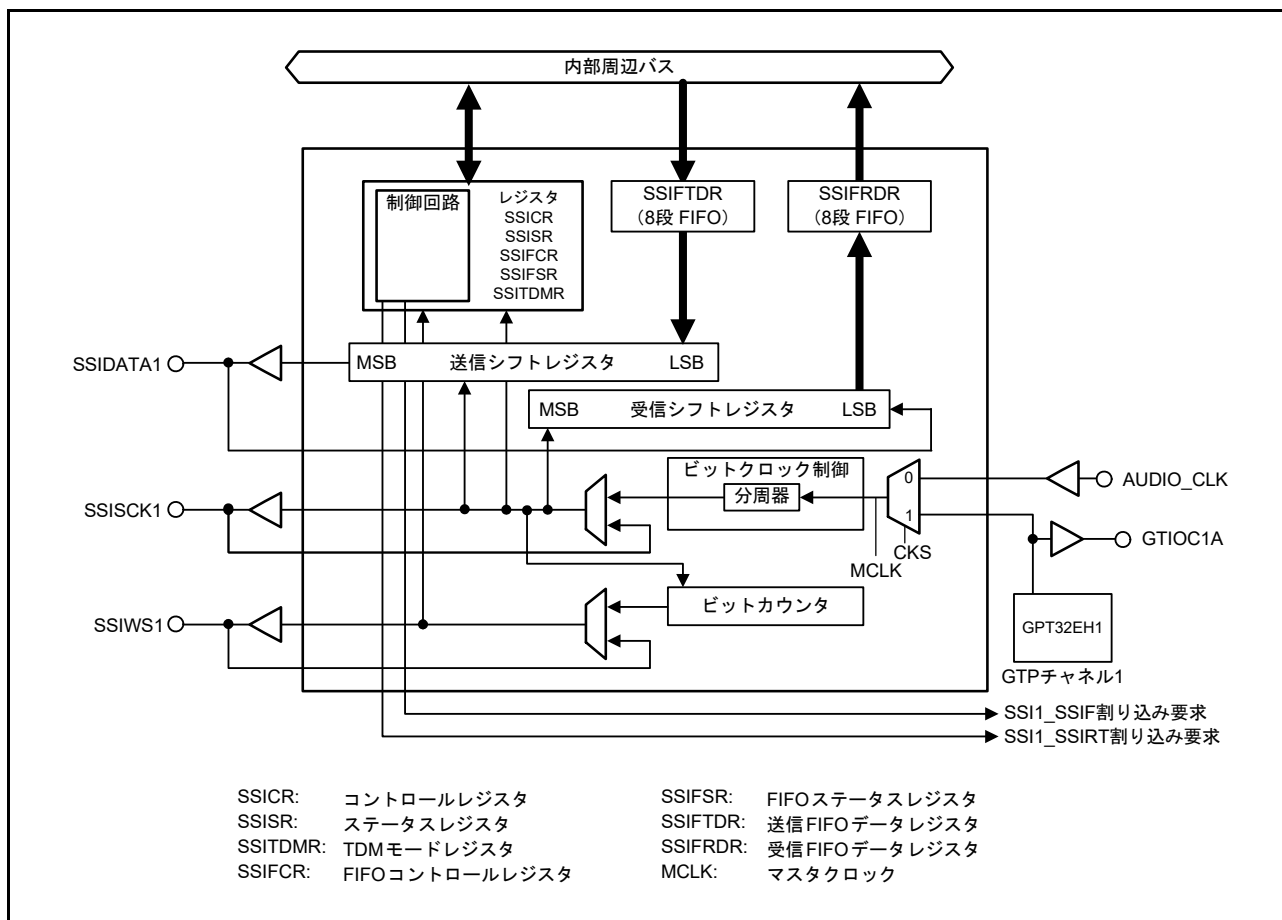 内部周辺バス
制御回路
レジスタ
SSICR
SSISR
SSIFCR
SSIFSR
SSITDMR
SSIFTDR
(8段 FIFO)
SSIFRDR
(8段 FIFO)
SSIDATA1
MSB 送信シフトレジスタ LSB
MSB 受信シフトレジスタ LSB
ビットクロック制御
分周器
0
1
AUDIO_CLK
SSISCK1
CKS
MCLK
GTIOC1A
ビットカウンタ
SSIWS1
GPT32EH1
GTPチャネル1
SSI1_SSIF割り込み要求
SSI1_SSIRT割り込み要求
SSICR: コントロールレジスタ
SSISR: ステータスレジスタ
SSITDMR: TDMモードレジスタ
SSIFCR: FIFOコントロールレジスタ
SSIFSR: FIFOステータスレジスタ
SSIFTDR: 送信FIFOデータレジスタ
SSIFRDR: 受信FIFOデータレジスタ
MCLK: マスタクロック